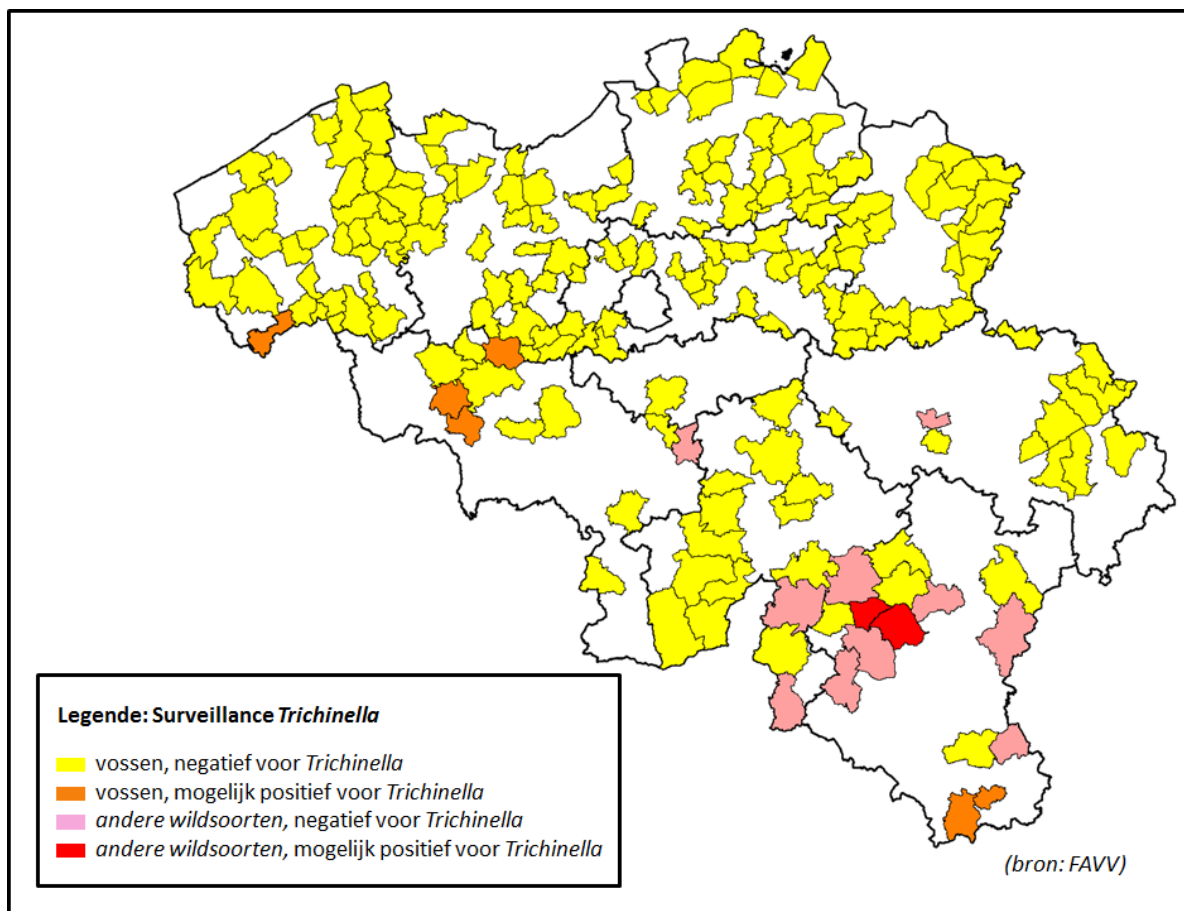 Legende: Surveillance Trichinella
vossen, negatief voor Trichinella
vossen, mogelijk positief voor Trichinella
andere wildsoorten, negatief voor Trichinella
andere wildsoorten, mogelijk positief voor Trichinella
(bron: FAVV)